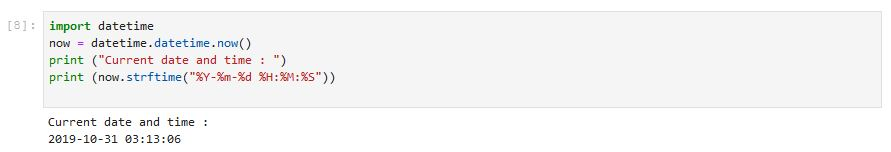 [8]: import datetime
now = datetime.datetime.now()
print ("Current date and time : ")
print (now.strftime("%Y-%m-%d %H:%M:%S"))
Current date and time :
2019-10-31 03:13:06